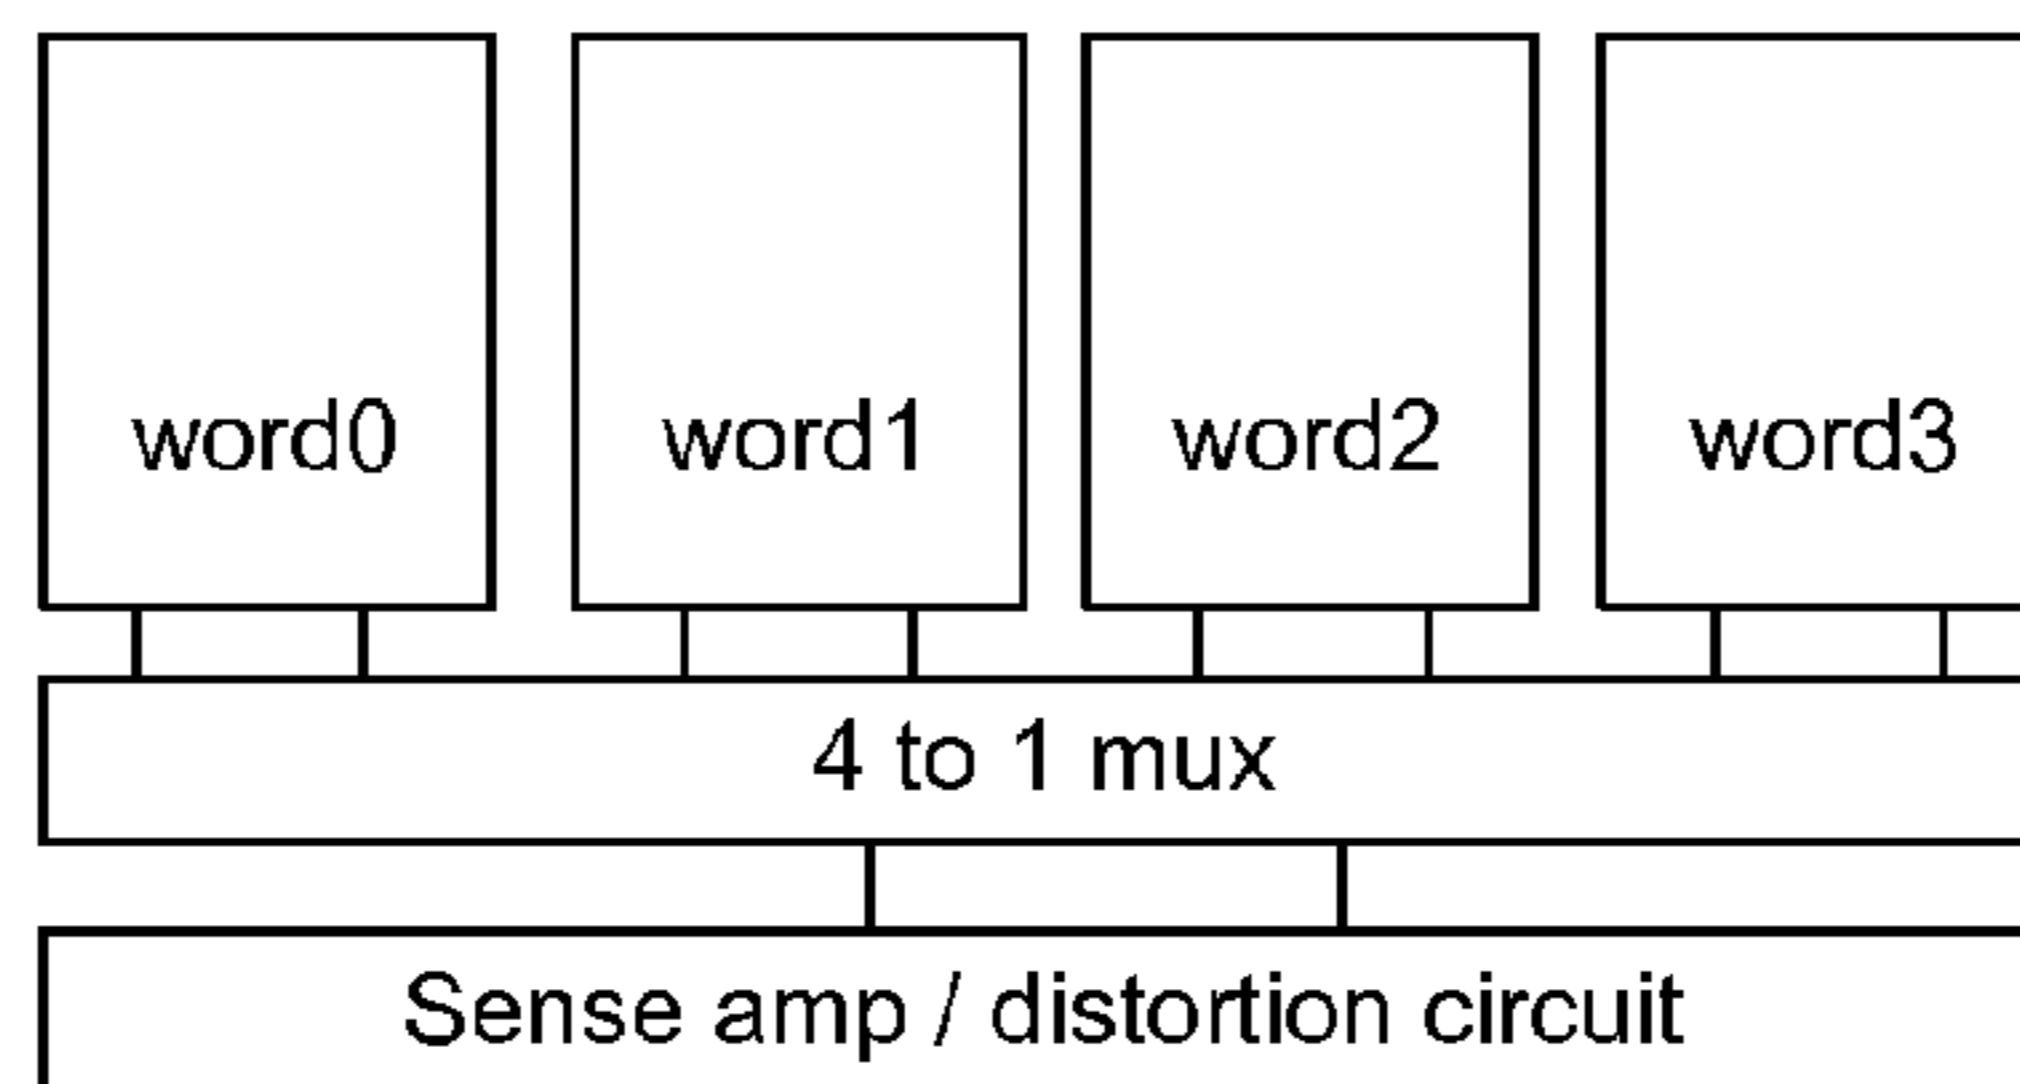 word0 word1 word2 word3
4 to 1 mux
Sense amp / distortion circuit